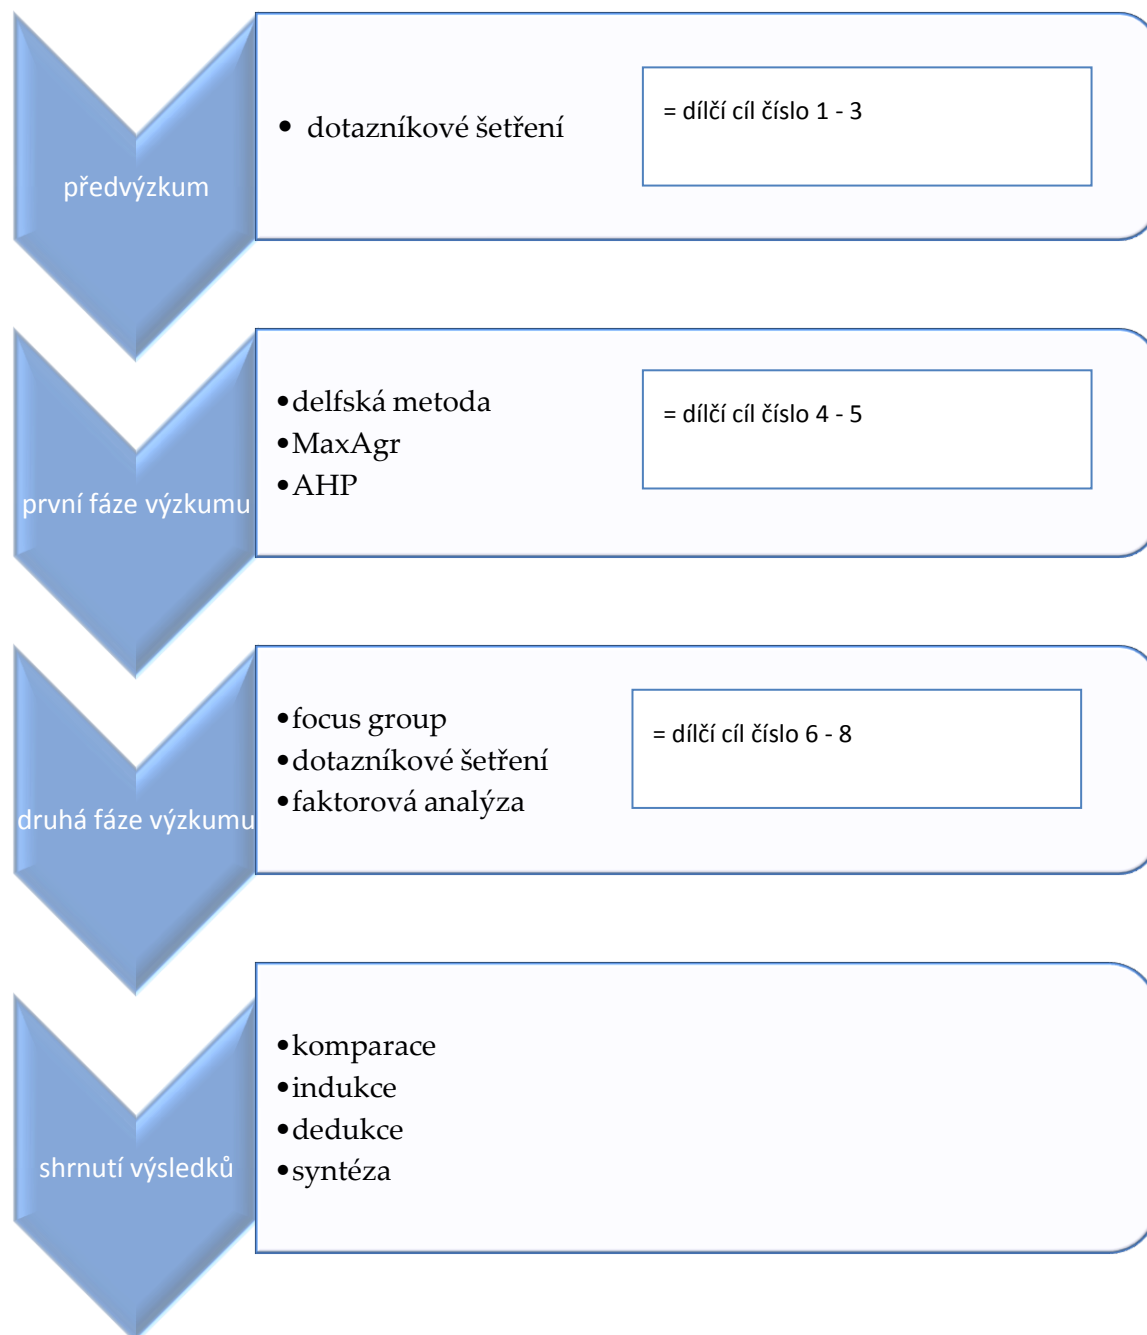 předvýzkum
• dotazníkové šetření
= dílčí cíl číslo 1 - 3
první fáze výzkumu
•delfská metoda
•MaxAgr
•AHP
= dílčí cíl číslo 4 - 5
druhá fáze výzkumu
•focus group
•dotazníkové šetření
•faktorová analýza
= dílčí cíl číslo 6 - 8
shrnutí výsledků
•komparace
•indukce
•dedukce
•syntéza